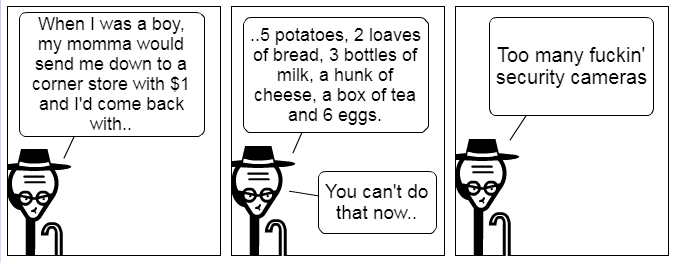 When I was a boy,
my momma would
send me down to a
corner store with $1
and I'd come back
with..
..5 potatoes, 2 loaves
of bread, 3 bottles of
milk, a hunk of
cheese, a box of tea
and 6 eggs.
You can't do
that now..
Too many fuckin'
security cameras